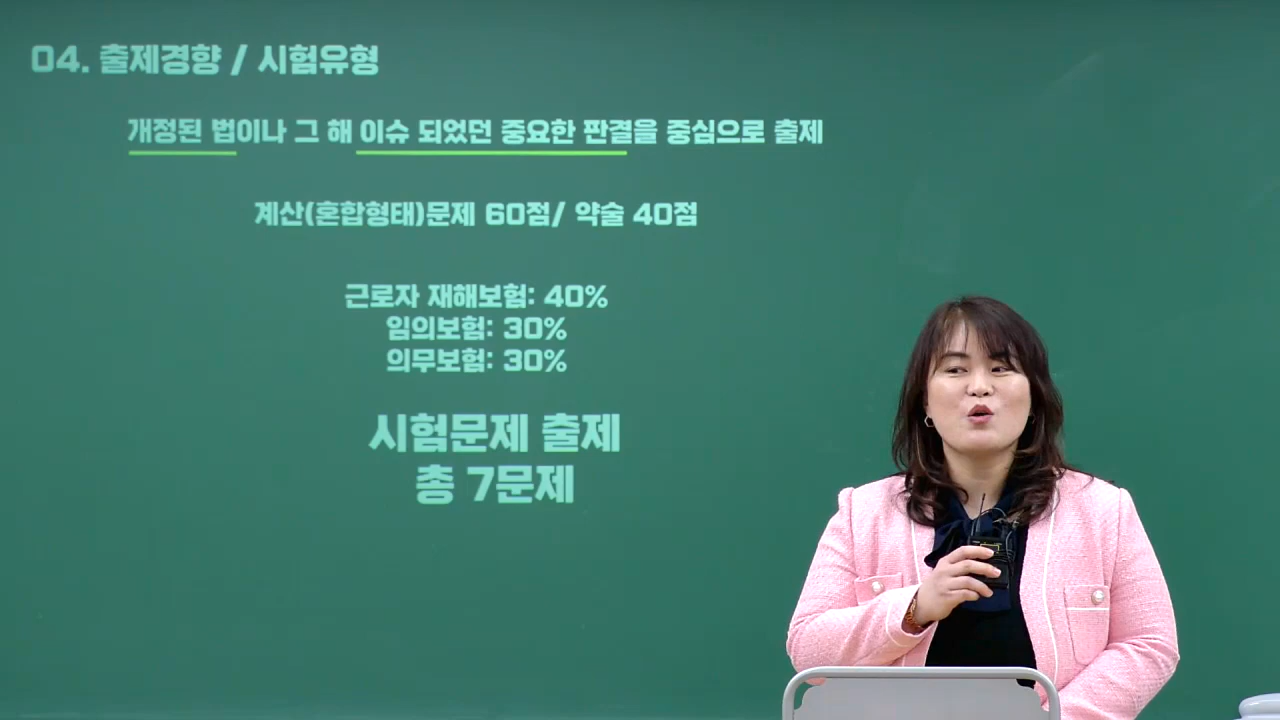 04. 출제경향 / 시험유형
개정된 법이나 그 해 이슈 되었던 중요한 판결을 중심으로 출제
계산(혼합형태)문제 60점/ 약술 40점
근로자 재해보험: 40%
임의보험: 30%
의무보험: 30%
시험문제 출제
총 7문제